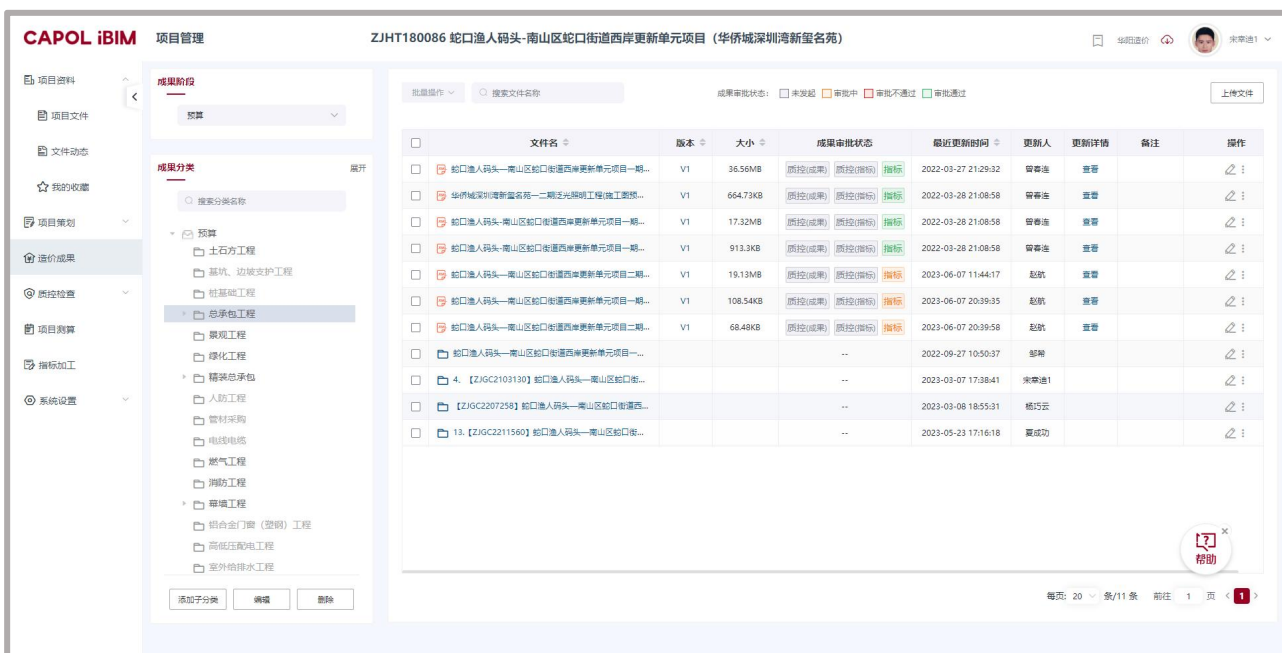 CAPOL iBIM 项目管理 ZJHT180086 蛇口渔人码头-南山区蛇口街道西岸更新单元项目（华侨城深圳湾新玺名苑） 华阳造价 宋章迪1
项目资料
项目文件
文件动态
我的收藏
项目策划
造价成果
质控检查
项目测算
指标加工
系统设置
成果阶段
预算
成果分类 展开
搜索分类名称
预算
土石方工程
基坑、边坡支护工程
桩基础工程
总承包工程
景观工程
绿化工程
精装总承包
人防工程
管材采购
电线电缆
燃气工程
消防工程
幕墙工程
铝合金门窗（塑钢）工程
高低压配电工程
室外给排水工程
添加子分类 编辑 删除
批量操作 搜索文件名称 成果审批状态： 未发起 审批中 审批不通过 审批通过 上传文件
文件名 版本 大小 成果审批状态 最近更新时间 更新人 更新详情 备注 操作
蛇口渔人码头—南山区蛇口街道西岸更新单元项目一期... V1 36.56MB 质控(成果) 质控(指标) 指标 2022-03-27 21:29:32 曾春连 查看
华侨城深圳湾新玺名苑一二期泛光照明工程(施工图预... V1 664.73KB 质控(成果) 质控(指标) 指标 2022-03-28 21:08:58 曾春连 查看
蛇口渔人码头-南山区蛇口街道西岸更新单元项目一期... V1 17.32MB 质控(成果) 质控(指标) 指标 2022-03-28 21:08:58 曾春连 查看
蛇口渔人码头-南山区蛇口街道西岸更新单元项目一期... V1 913.3KB 质控(成果) 质控(指标) 指标 2022-03-28 21:08:58 曾春连 查看
蛇口渔人码头—南山区蛇口街道西岸更新单元项目二期... V1 19.13MB 质控(成果) 质控(指标) 指标 2023-06-07 11:44:17 赵航 查看
蛇口渔人码头—南山区蛇口街道西岸更新单元项目一期... V1 108.54KB 质控(成果) 质控(指标) 指标 2023-06-07 20:39:35 赵航 查看
蛇口渔人码头—南山区蛇口街道西岸更新单元项目二期... V1 68.48KB 质控(成果) 质控(指标) 指标 2023-06-07 20:39:58 赵航 查看
蛇口渔人码头—南山区蛇口街道西岸更新单元项目一... -- 2022-09-27 10:50:37 邹希
4. 【ZJGC2103130】蛇口渔人码头—南山区蛇口街... -- 2023-03-07 17:38:41 宋章迪1
【ZJGC2207258】蛇口渔人码头—南山区蛇口街道西... -- 2023-03-08 18:55:31 杨巧云
13.【ZJGC2211560】蛇口渔人码头—南山区蛇口街... -- 2023-05-23 17:16:18 夏成功
帮助
每页: 20 条/11 条 前往 1 页 < 1 >